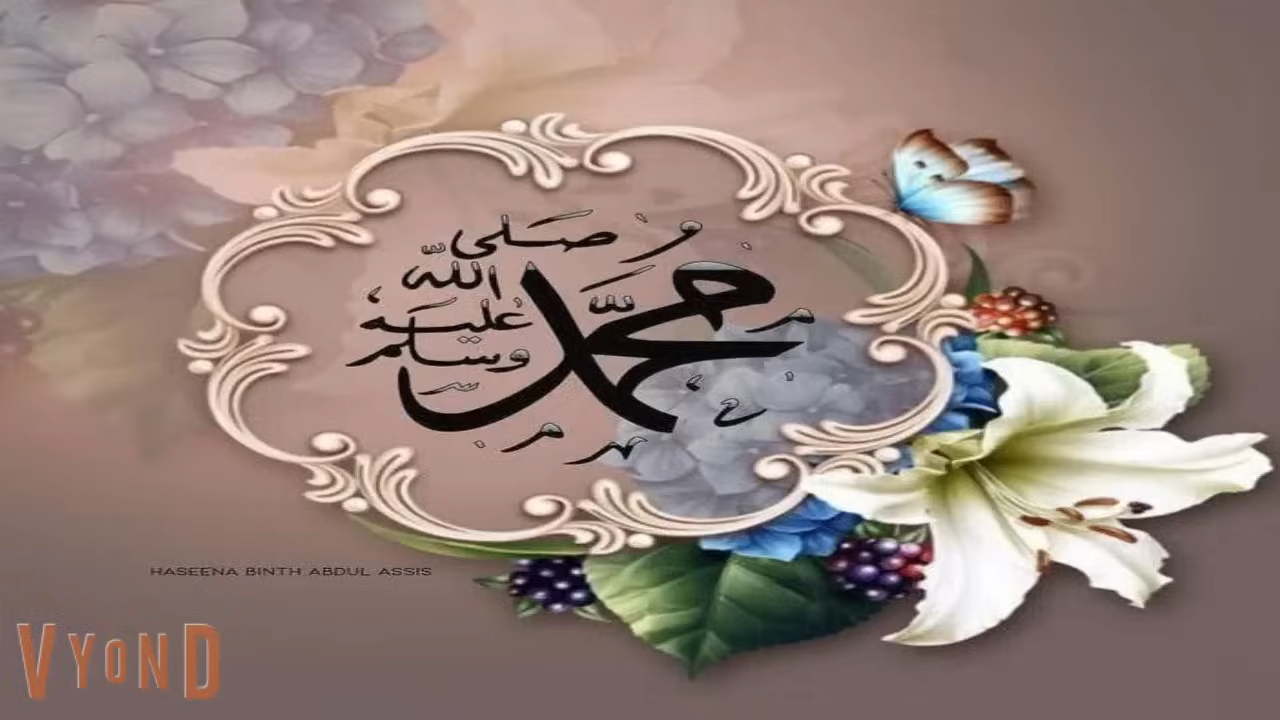 محمد
صلى
الله
عليه
وسلم
HASEENA BINTH ABDUL ASSIS
VYOND